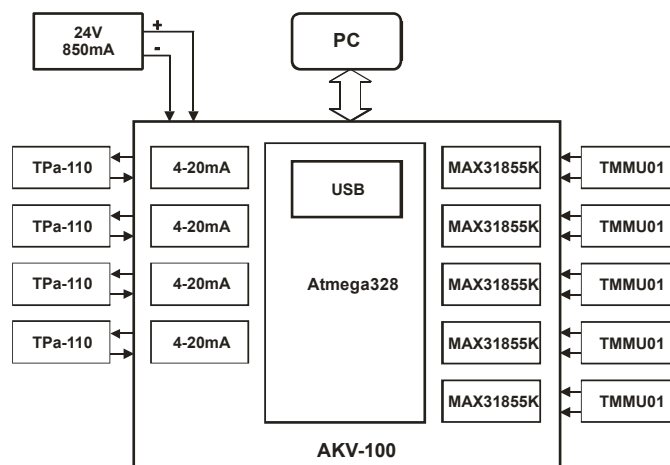 24V
850mA
+
-
PC
TPa-110
4-20mA
USB
MAX31855K
TMMU01
TPa-110
4-20mA
MAX31855K
TMMU01
Atmega328
TPa-110
4-20mA
MAX31855K
TMMU01
TPa-110
4-20mA
MAX31855K
TMMU01
MAX31855K
TMMU01
AKV-100